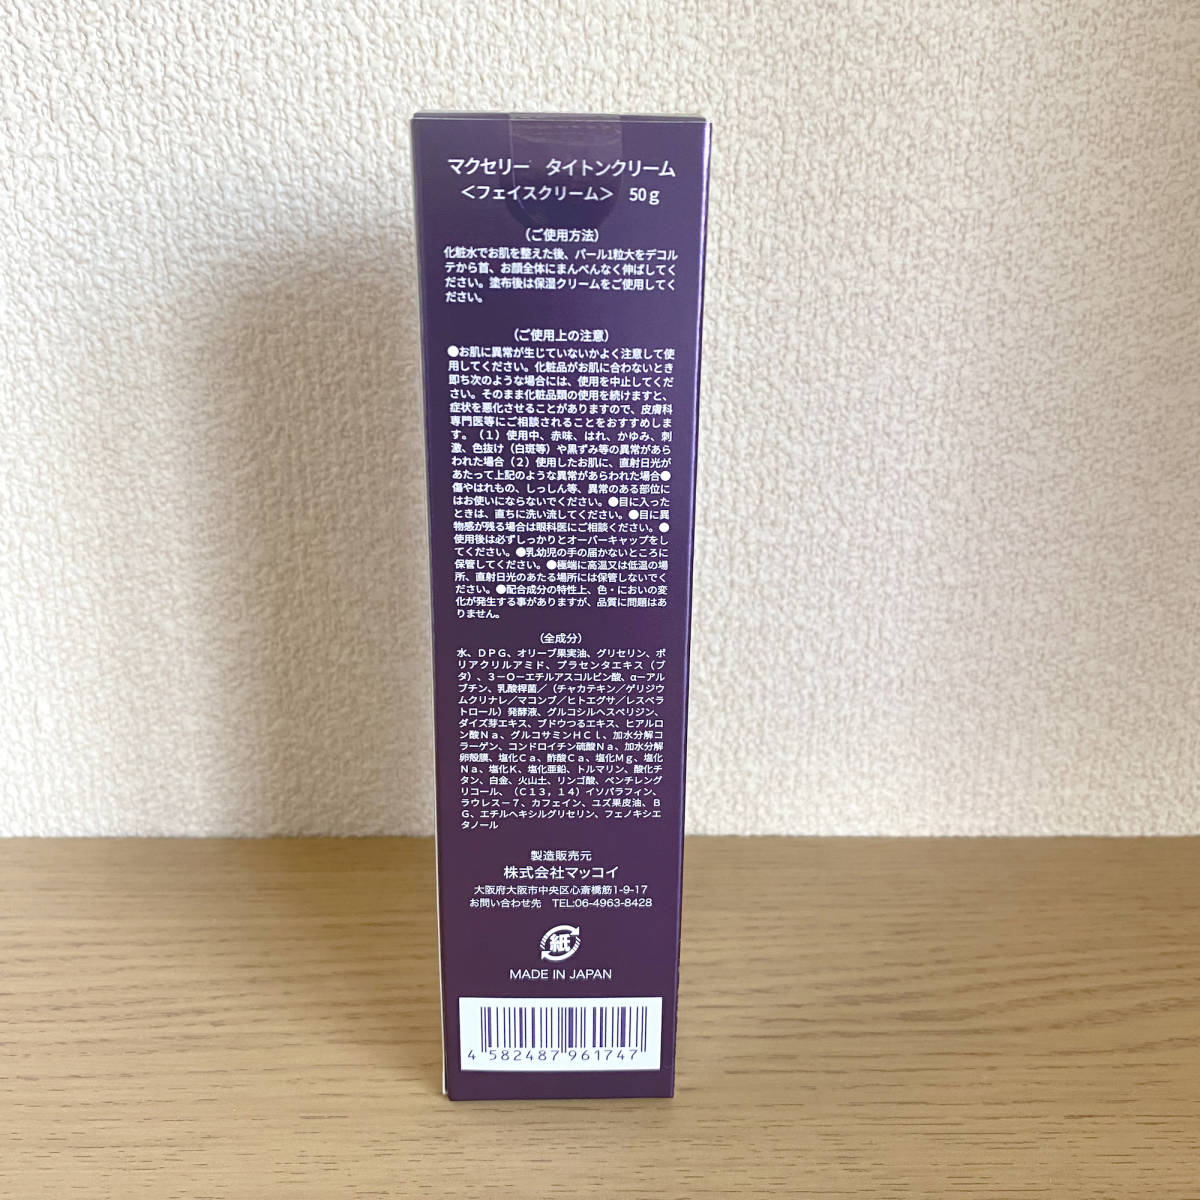 マクセリー　タイトンクリーム
＜フェイスクリーム＞　50ｇ
（ご使用方法）
化粧水でお肌を整えた後、パール1粒大をデコル
テから首、お顔全体にまんべんなく伸ばしてく
ださい。塗布後は保湿クリームをご使用してく
ださい。
（ご使用上の注意）
●お肌に異常が生じていないかよく注意して使
用してください。化粧品がお肌に合わないとき
即ち次のような場合には、使用を中止してくだ
さい。そのまま化粧品類の使用を続けますと、
症状を悪化させることがありますので、皮膚科
専門医等にご相談されることをおすすめしま
す。（１）使用中、赤味、はれ、かゆみ、刺
激、色抜け（白斑等）や黒ずみ等の異常があら
われた場合（２）使用したお肌に、直射日光が
あたって上記のような異常があらわれた場合●
傷やはれもの、しっしん等、異常のある部位に
はお使いにならないでください。●目に入った
ときは、直ちに洗い流してください。●目に異
物感が残る場合は眼科医にご相談ください。●
使用後は必ずしっかりとオーバーキャップをし
てください。●乳幼児の手の届かないところに
保管してください。●極端に高温又は低温の場
所、直射日光のあたる場所には保管しないでく
ださい。●配合成分の特性上、色・においの変
化が発生する事がありますが、品質に問題はあ
りません。
（全成分）
水、ＤＰＧ、オリーブ果実油、グリセリン、ポ
リアクリルアミド、プラセンタエキス（ブ
タ）、３－Ｏ－エチルアスコルビン酸、α－アル
ブチン、乳酸桿菌／（チャカテキン／ゲリジウ
ムクリナレ／マコンブ／ヒトエグサ／レスベラ
トロール）発酵液、グルコシルヘスペリジン、
ダイズ芽エキス、ブドウつるエキス、ヒアルロ
ン酸Ｎａ、グルコサミンＨＣｌ、加水分解コ
ラーゲン、コンドロイチン硫酸Ｎａ、加水分解
卵殻膜、塩化Ｃａ、酢酸Ｃａ、塩化Ｍｇ、塩化
Ｎａ、塩化Ｋ、塩化亜鉛、トルマリン、酸化チ
タン、白金、火山土、リンゴ酸、ペンチレング
リコール、（Ｃ１３，１４）イソパラフィン、
ラウレス－７、カフェイン、ユズ果皮油、Ｂ
Ｇ、エチルヘキシルグリセリン、フェノキシエ
タノール
製造販売元
株式会社マッコイ
大阪府大阪市中央区心斎橋筋1-9-17
お問い合わせ先　TEL:06-4963-8428
紙
MADE IN JAPAN
4 582487 961747